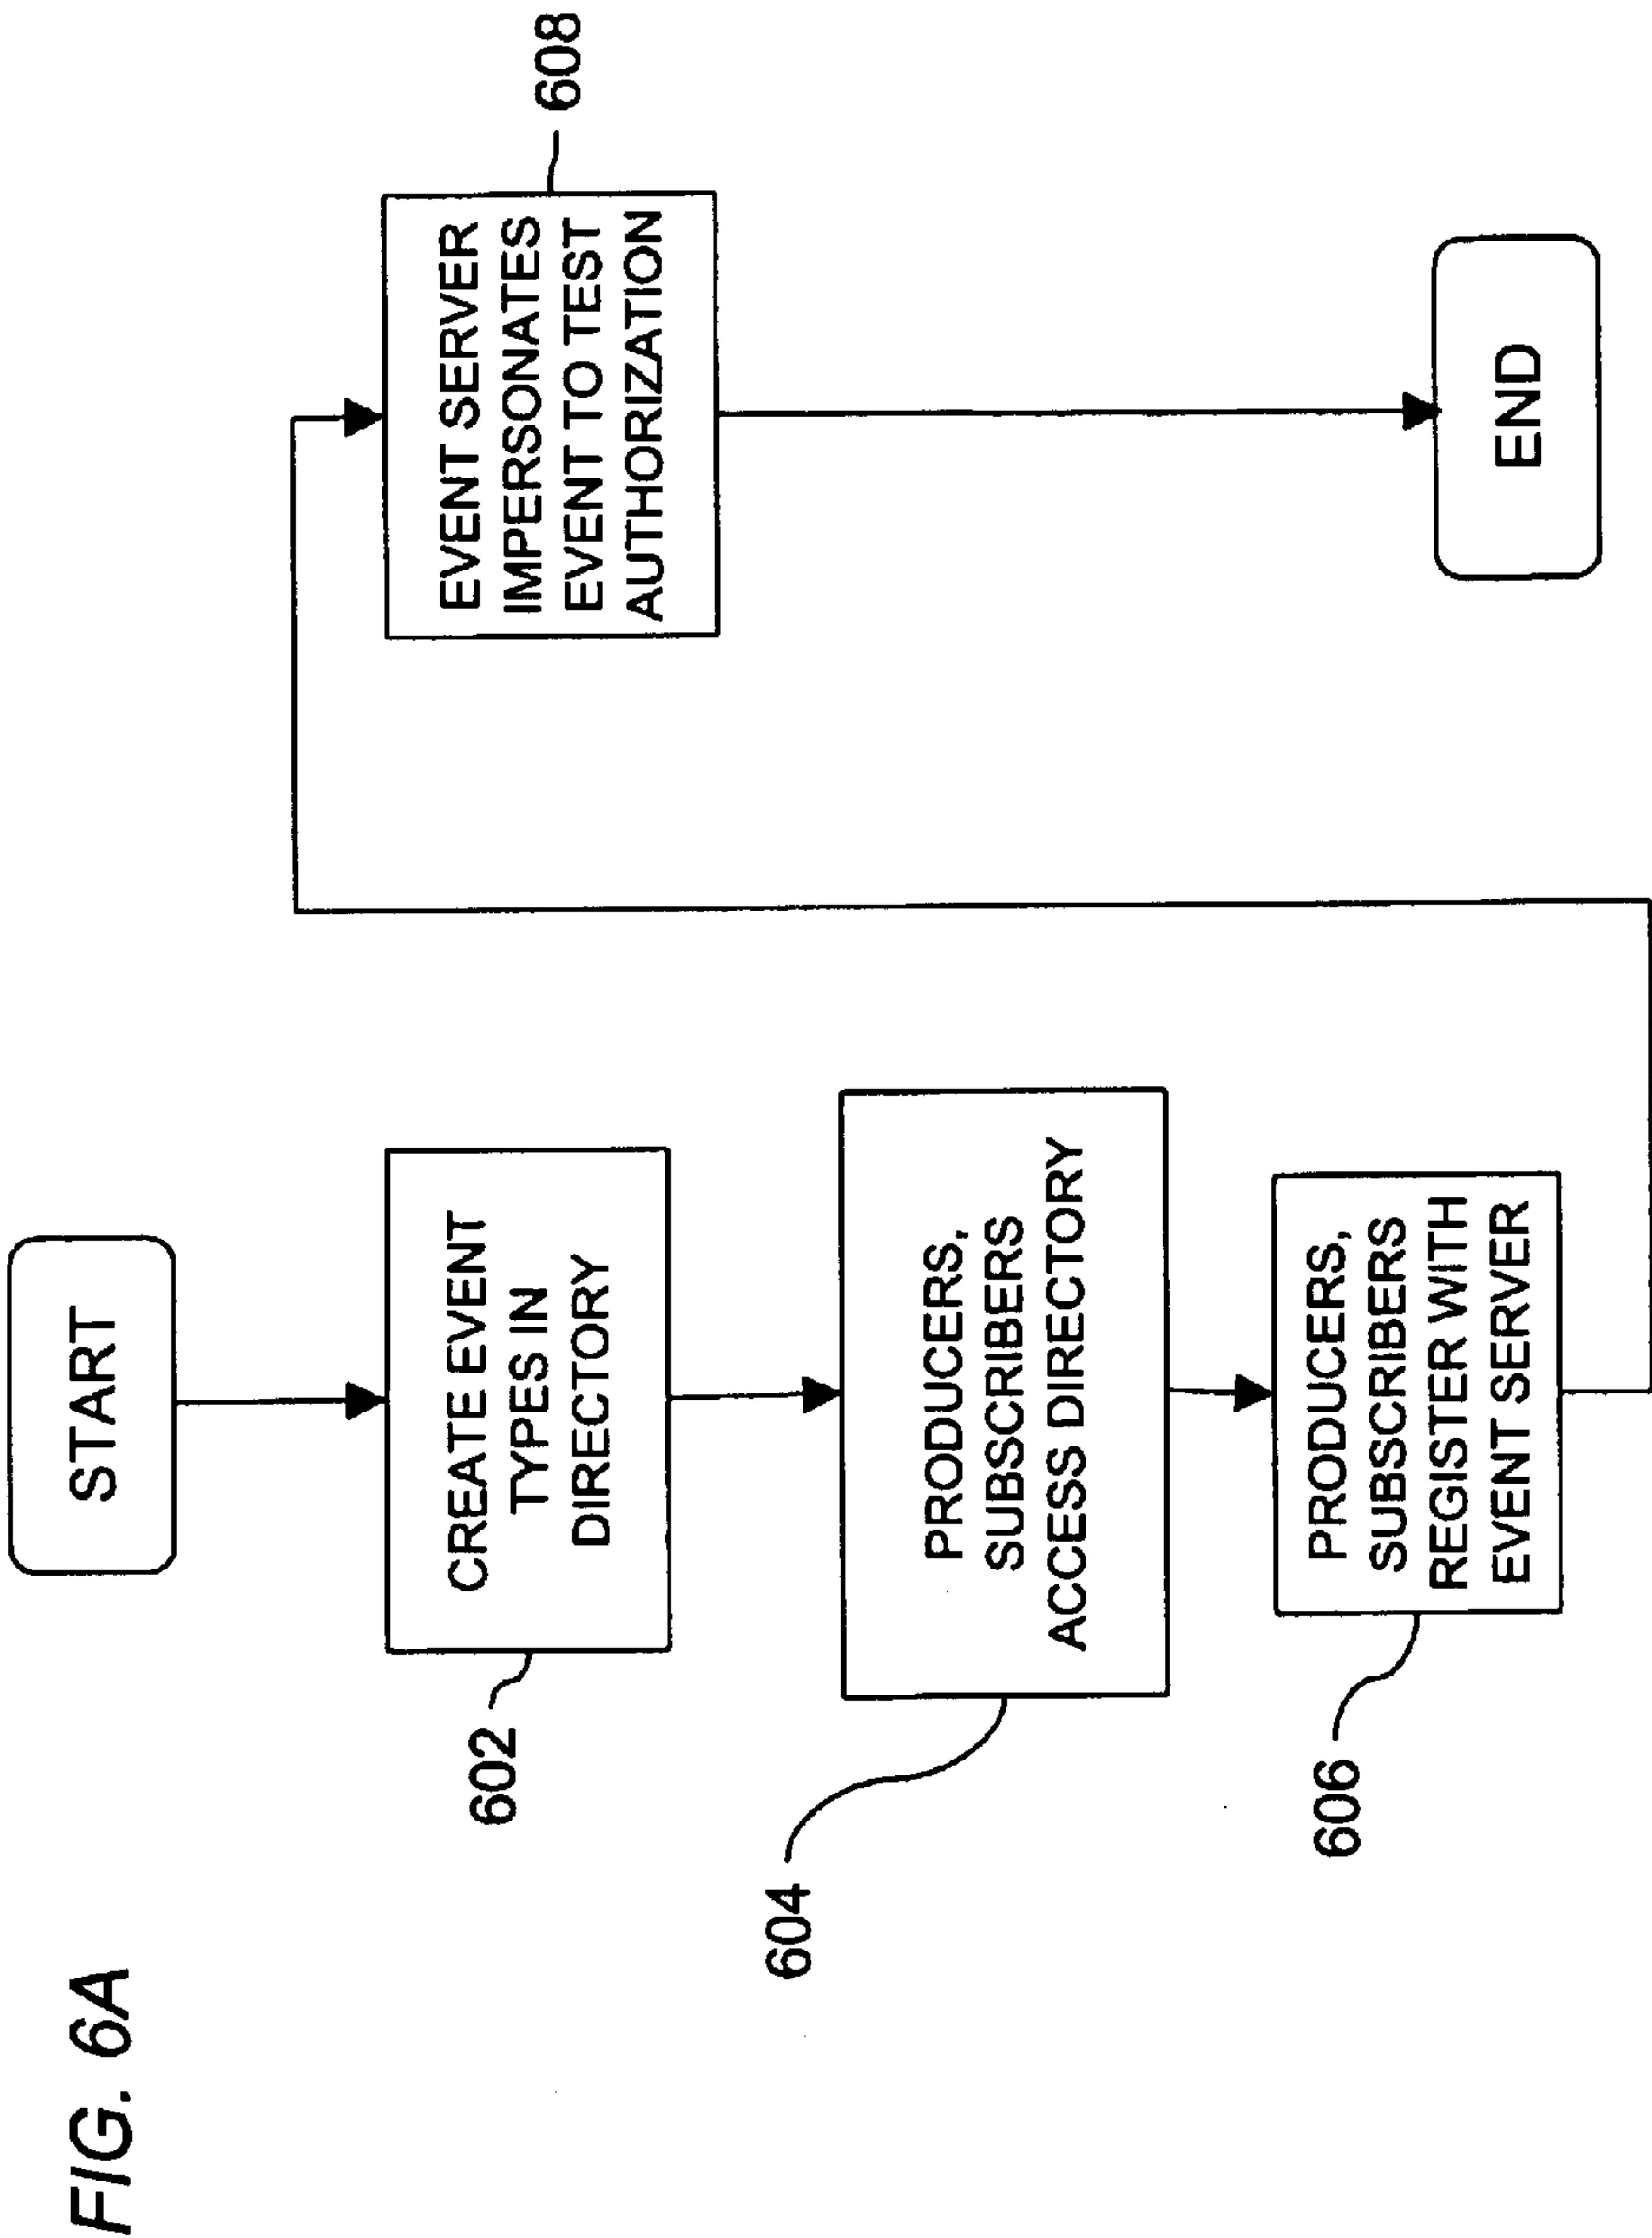 FIG. 6A
START
CREATE EVENT
TYPES IN
DIRECTORY
602
PRODUCERS,
SUBSCRIBERS
ACCESS DIRECTORY
604
PRODUCERS,
SUBSCRIBERS
REGISTER WITH
EVENT SERVER
606
EVENT SERVER
IMPERSONATES
EVENT TO TEST
AUTHORIZATION
608
END